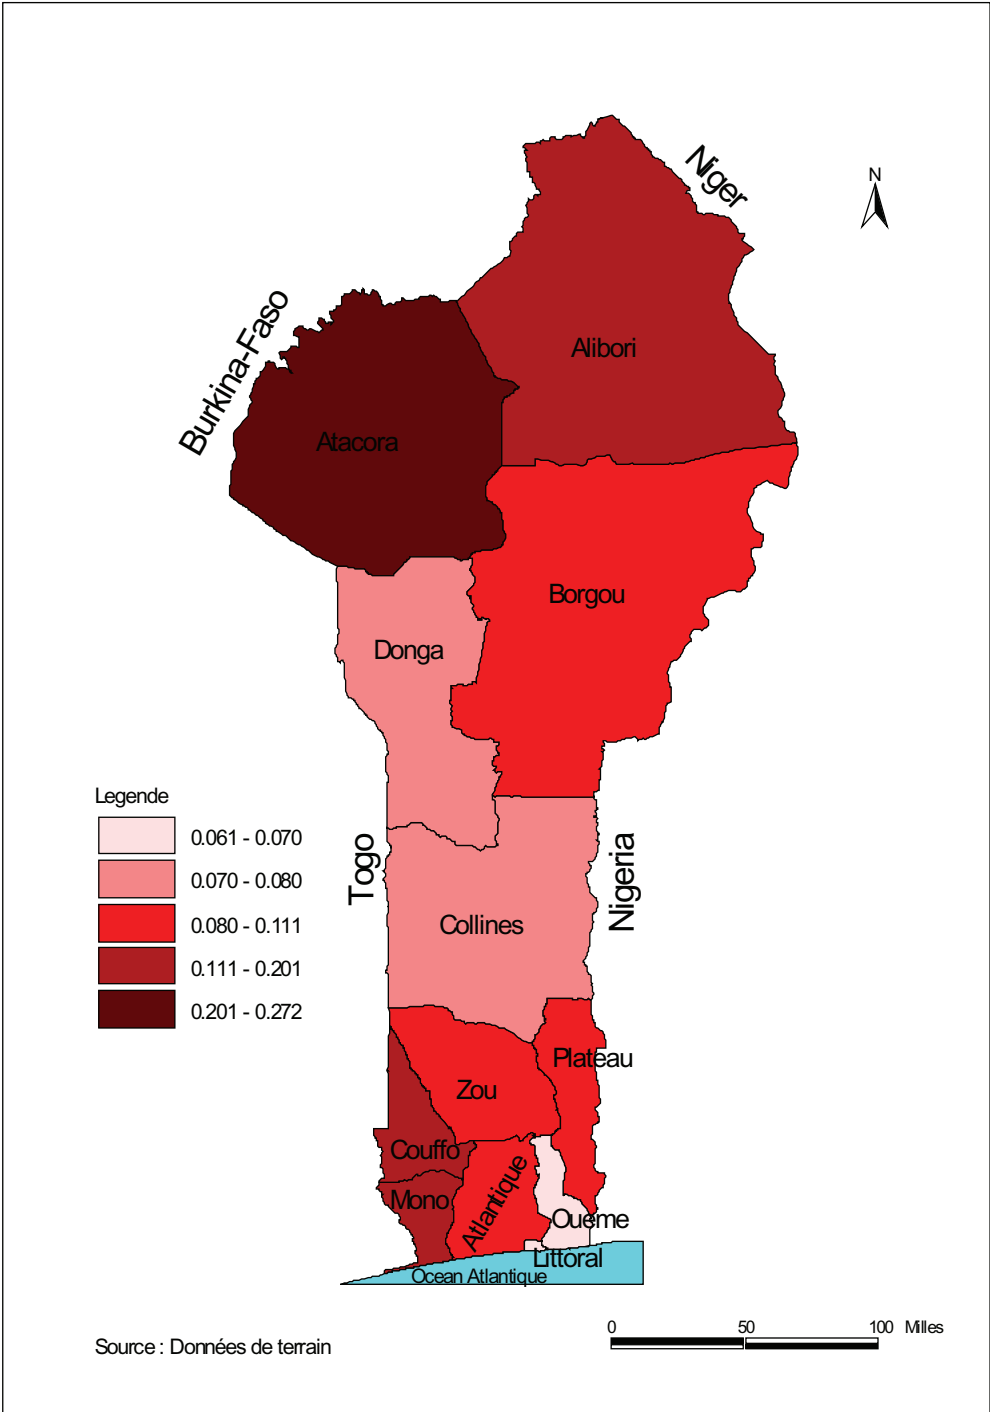 N
Niger
Burkina-Faso
Alibori
Atacora
Borgou
Donga
Legende
0.061 - 0.070
0.070 - 0.080
0.080 - 0.111
0.111 - 0.201
0.201 - 0.272
Togo
Nigeria
Collines
Plateau
Zou
Couffo
Mono
Atlantique
Oueme
Littoral
Ocean Atlantique
0 50 100 Milles
Source : Données de terrain